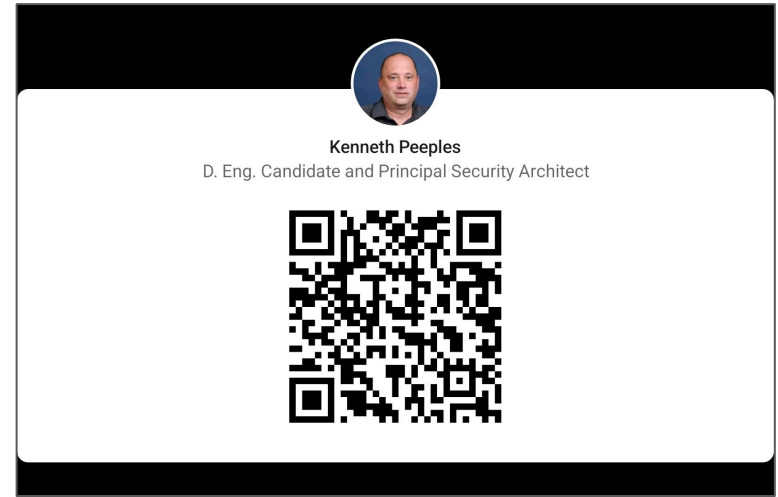 Kenneth Peeples
D. Eng. Candidate and Principal Security Architect